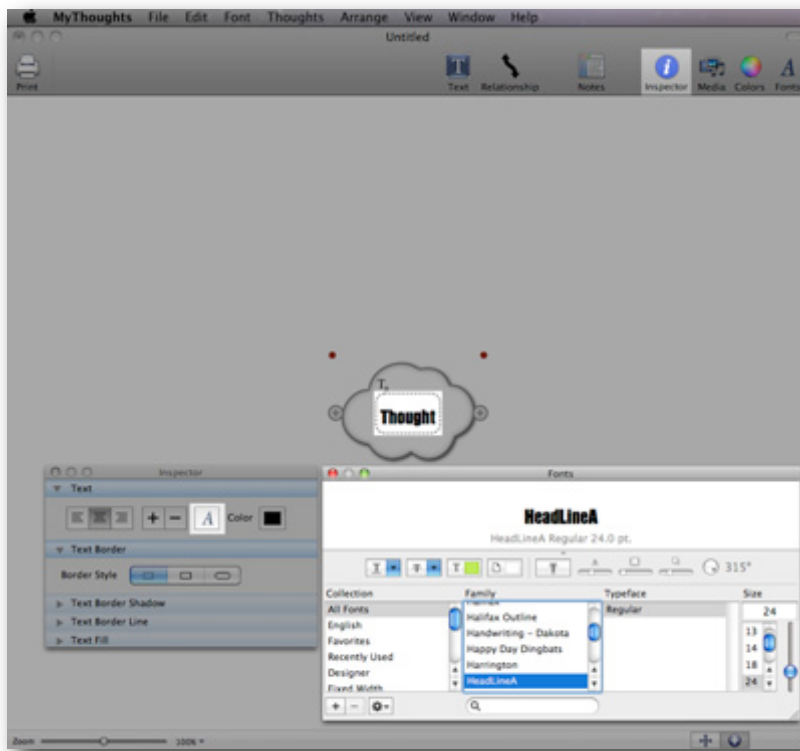 MyThoughts File Edit Font Thoughts Arrange View Window Help
Untitled
Print Text Relationship Notes Inspector Media Colors Fonts
Thought
Inspector
Text
Color
Text Border
Border Style
Text Border Shadow
Text Border Line
Text Fill
Fonts
HeadLineA
HeadLineA Regular 24.0 pt.
315°
Collection Family Typeface Size
All Fonts
English
Favorites
Recently Used
Designer
Fixed Width
Halifax Outline
Handwriting - Dakota
Happy Day Dingbats
Harrington
HeadLineA
Regular
24
13
14
18
24
Zoom 100%